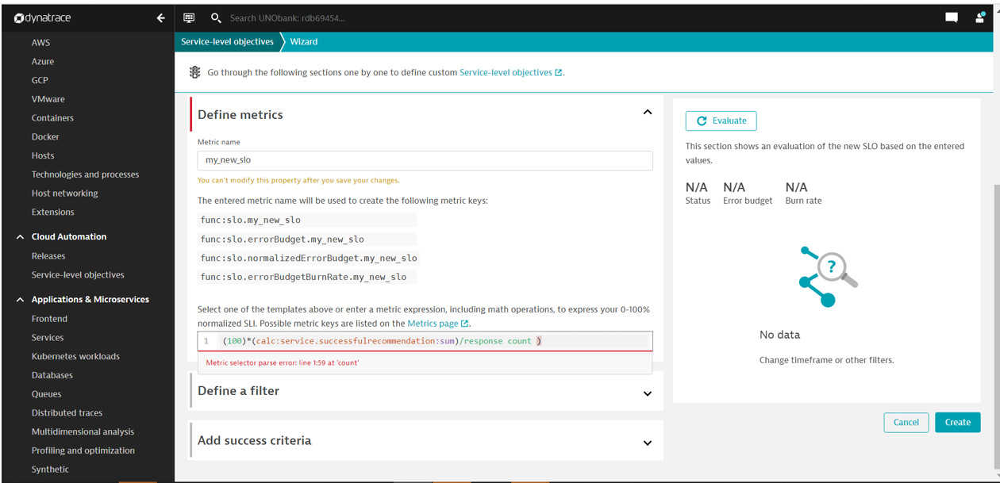 dynatrace
Search UNObank: rdb69454...
AWS
Azure
GCP
VMware
Containers
Docker
Hosts
Technologies and processes
Host networking
Extensions
Cloud Automation
Releases
Service-level objectives
Applications & Microservices
Frontend
Services
Kubernetes workloads
Databases
Queues
Distributed traces
Multidimensional analysis
Profiling and optimization
Synthetic
Service-level objectives Wizard
Go through the following sections one by one to define custom Service-level objectives.
Define metrics
Metric name
my_new_slo
You can't modify this property after you save your changes.
The entered metric name will be used to create the following metric keys:
func:slo.my_new_slo
func:slo.errorBudget.my_new_slo
func:slo.normalizedErrorBudget.my_new_slo
func:slo.errorBudgetBurnRate.my_new_slo
Select one of the templates above or enter a metric expression, including math operations, to express your 0-100%
normalized SLI. Possible metric keys are listed on the Metrics page.
1 (100)*(calc:service.successfulrecommendation:sum)/response count )
Metric selector parse error: line 1:59 at 'count'
Define a filter
Add success criteria
Evaluate
This section shows an evaluation of the new SLO based on the entered
values.
N/A N/A N/A
Status Error budget Burn rate
?
No data
Change timeframe or other filters.
Cancel Create